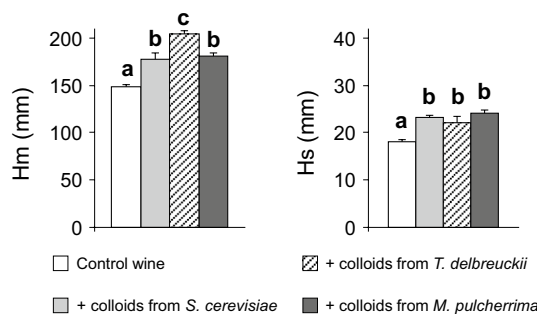 c
b b
a
200
150
100
50
0
Hm (mm)
b b b
a
40
30
20
10
0
Hs (mm)
Control wine
+ colloids from T. delbreuckii
+ colloids from S. cerevisiae
+ colloids from M. pulcherrima